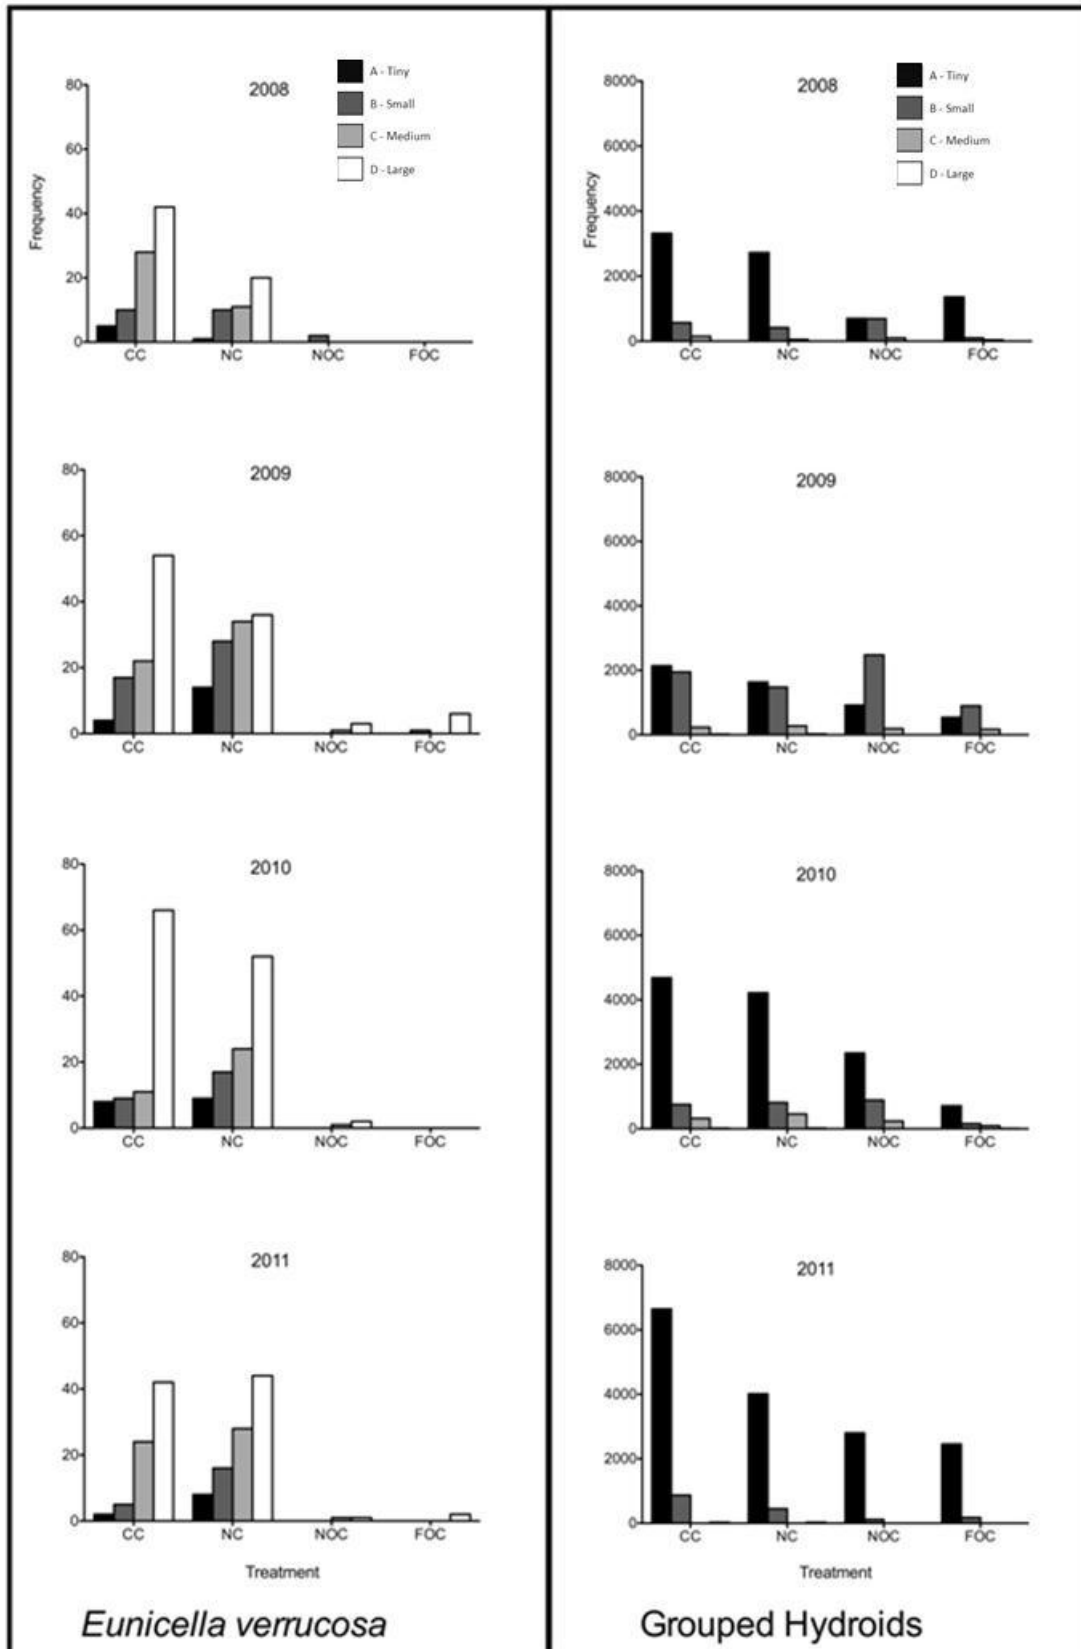 2008
A - Tiny
B - Small
C - Medium
D - Large
Frequency
80
60
40
20
0
CC NC NOC FOC
2009
80
60
40
20
0
CC NC NOC FOC
2010
80
60
40
20
0
CC NC NOC FOC
2011
80
60
40
20
0
CC NC NOC FOC
Treatment
Eunicella verrucosa
2008
A - Tiny
B - Small
C - Medium
D - Large
Frequency
8000
6000
4000
2000
0
CC NC NOC FOC
2009
8000
6000
4000
2000
0
CC NC NOC FOC
2010
8000
6000
4000
2000
0
CC NC NOC FOC
2011
8000
6000
4000
2000
0
CC NC NOC FOC
Treatment
Grouped Hydroids